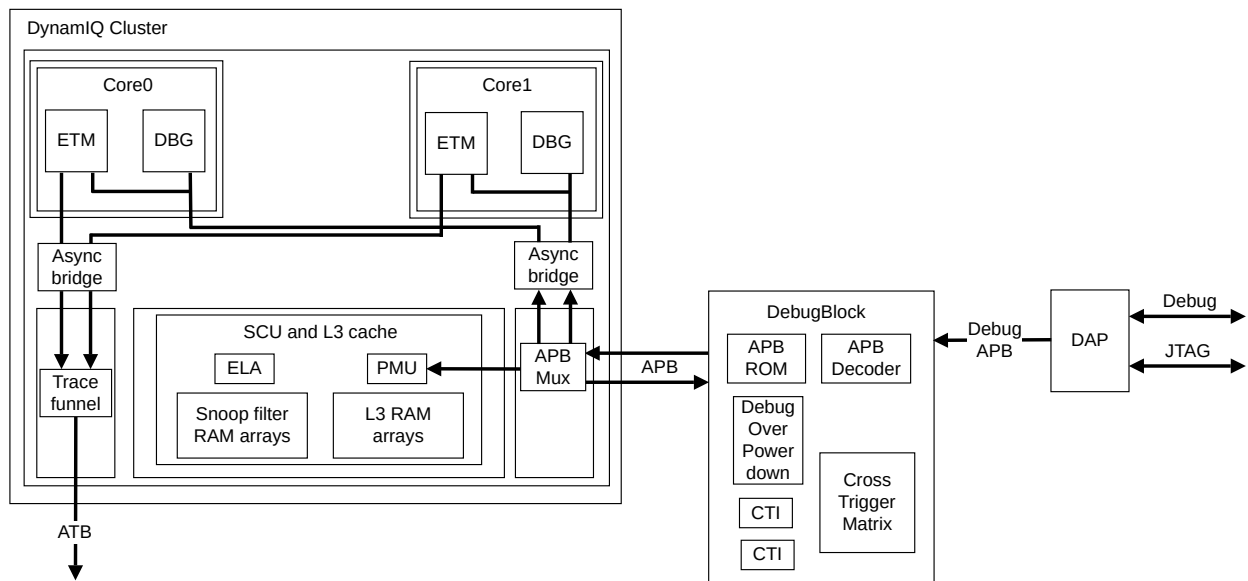 DynamIQ Cluster
Core0
ETM
DBG
Core1
ETM
DBG
Async
bridge
Async
bridge
SCU and L3 cache
ELA
PMU
Snoop filter
RAM arrays
L3 RAM
arrays
APB
Mux
Trace
funnel
ATB
APB
DebugBlock
APB
ROM
APB
Decoder
Debug
Over
Power
down
Cross
Trigger
Matrix
CTI
CTI
Debug
APB
DAP
Debug
JTAG